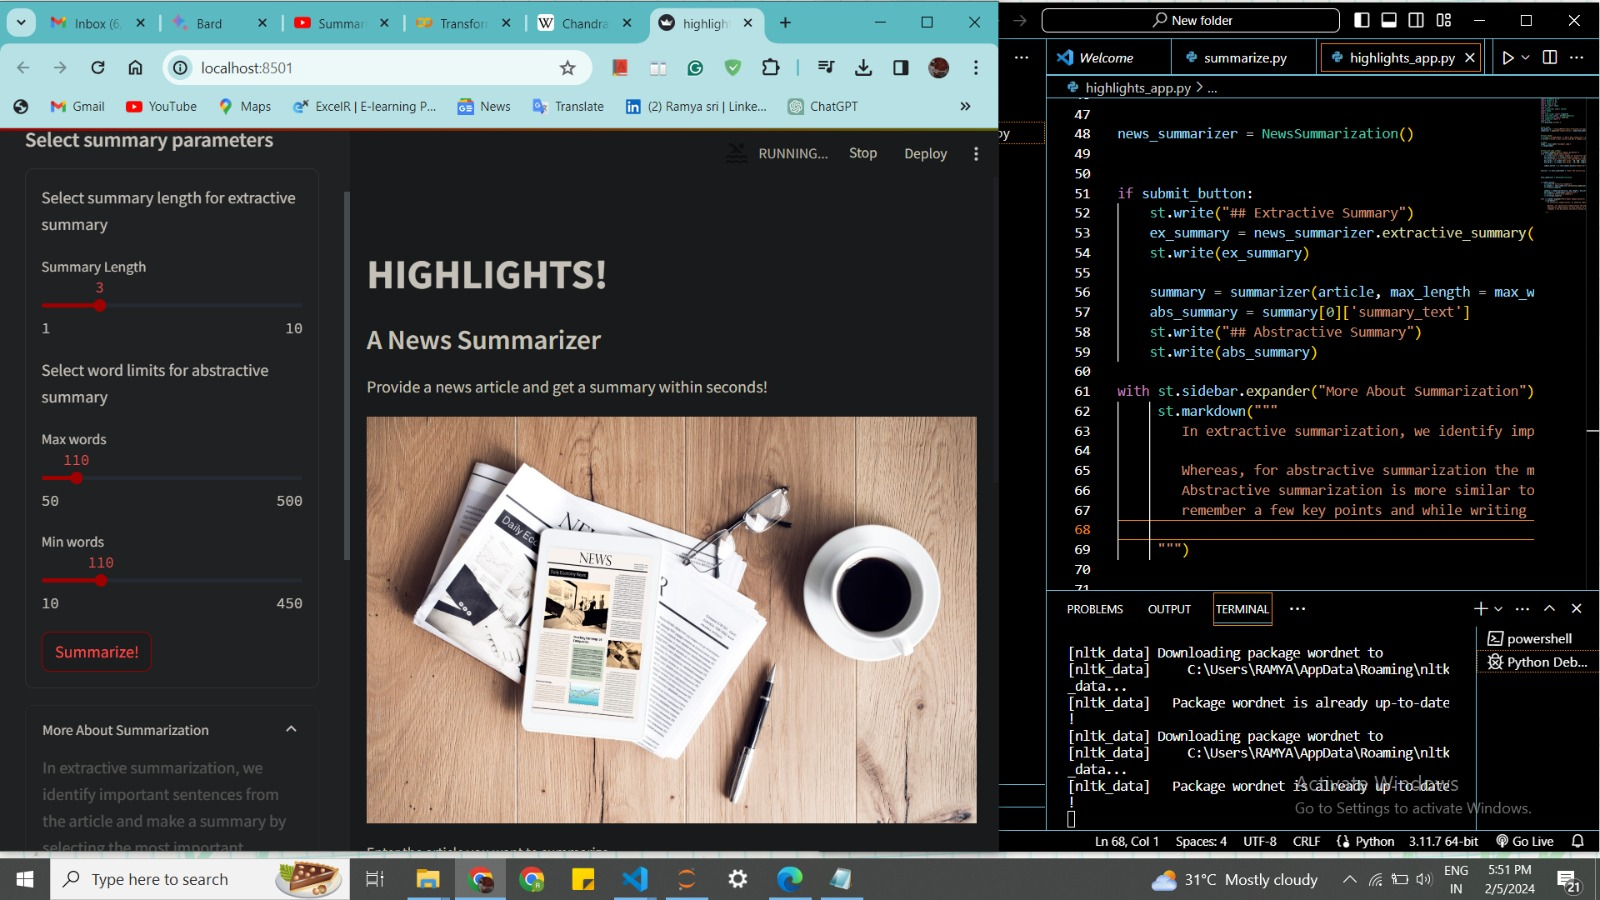 Inbox (6,
Bard
Summar
Transfor
Chandra
highligh
localhost:8501
Gmail
YouTube
Maps
ExcelR | E-learning P...
News
Translate
(2) Ramya sri | Linke...
ChatGPT
Select summary parameters
Select summary length for extractive
summary
Summary Length
3
1 10
Select word limits for abstractive
summary
Max words
110
50 500
Min words
110
10 450
Summarize!
More About Summarization
In extractive summarization, we
identify important sentences from
the article and make a summary by
selecting the most important
RUNNING... Stop Deploy
HIGHLIGHTS!
A News Summarizer
Provide a news article and get a summary within seconds!
NEWS
Enter the article you want to summarize
New folder
Welcome
summarize.py
highlights_app.py
highlights_app.py > ...
py
47
48 news_summarizer = NewsSummarization()
49
50
51 if submit_button:
52 st.write("## Extractive Summary")
53 ex_summary = news_summarizer.extractive_summary(
54 st.write(ex_summary)
55
56 summary = summarizer(article, max_length = max_w
57 abs_summary = summary[0]['summary_text']
58 st.write("## Abstractive Summary")
59 st.write(abs_summary)
60
61 with st.sidebar.expander("More About Summarization")
62 st.markdown("""
63 In extractive summarization, we identify imp
64
65 Whereas, for abstractive summarization the m
66 Abstractive summarization is more similar to
67 remember a few key points and while writing
68
69 """)
70
71
PROBLEMS OUTPUT TERMINAL
powershell
Python Deb...
[nltk_data] Downloading package wordnet to
[nltk_data] C:\Users\RAMYA\AppData\Roaming\nltk
_data...
[nltk_data] Package wordnet is already up-to-date
!
[nltk_data] Downloading package wordnet to
[nltk_data] C:\Users\RAMYA\AppData\Roaming\nltk
_data...
[nltk_data] Package wordnet is already up-to-date
!
Activate Windows
Go to Settings to activate Windows.
Ln 68, Col 1 Spaces: 4 UTF-8 CRLF Python 3.11.7 64-bit Go Live
Type here to search
31°C Mostly cloudy
ENG
IN
5:51 PM
2/5/2024
21